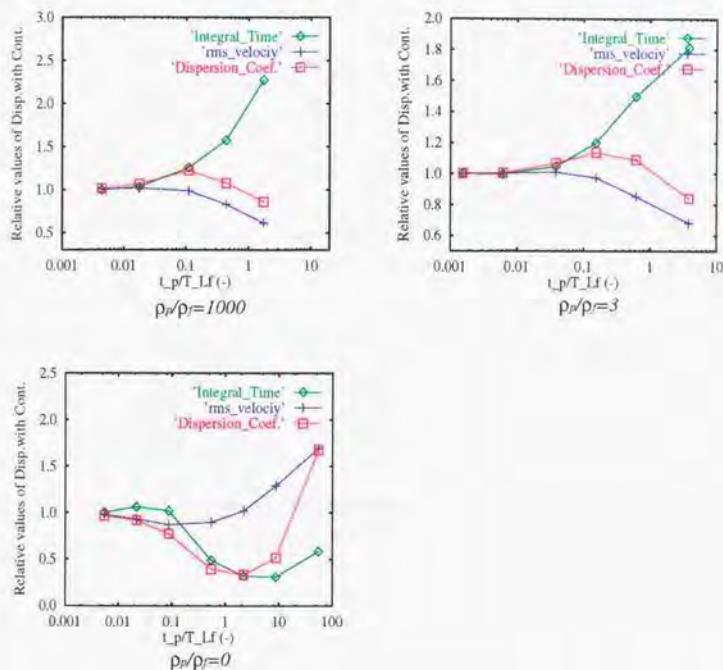 Relative values of Disp.with Cont.
3.0
2.5
2.0
1.5
1.0
0.5
'Integral_Time'
'rms_velociy'
'Dispersion_Coef.'
0.001 0.01 0.1 1 10
t_p/T_Lf (-)
ρp/ρf=1000
Relative values of Disp.with Cont.
2.0
1.8
1.6
1.4
1.2
1.0
0.8
0.6
'Integral_Time'
'rms_velociy'
'Dispersion_Coef.'
0.001 0.01 0.1 1 10
t_p/T_Lf (-)
ρp/ρf=3
Relative values of Disp.with Cont.
2.5
2.0
1.5
1.0
0.5
0.0
'Integral_Time'
'rms_velociy'
'Dispersion_Coef.'
0.001 0.01 0.1 1 10 100
t_p/T_Lf (-)
ρp/ρf=0